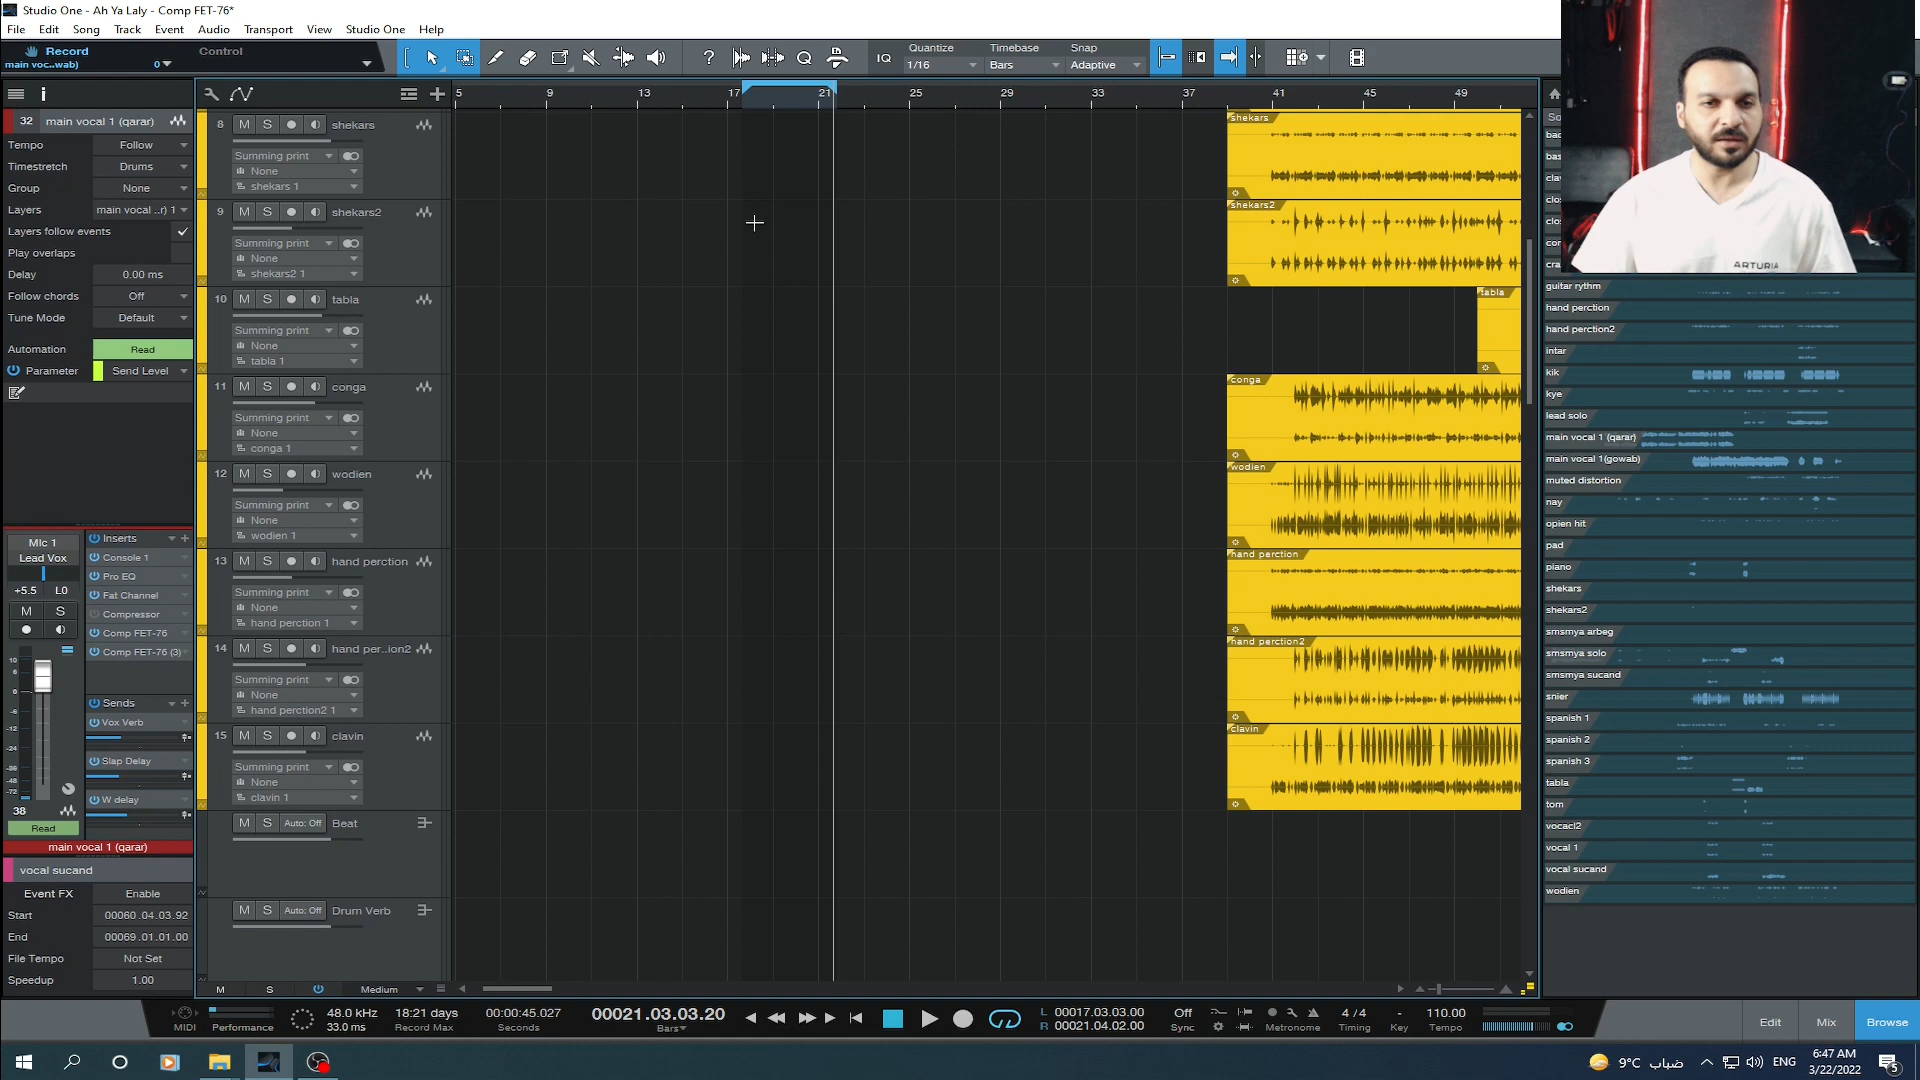 Studio One - Ah Ya Laly - Comp FET-76*
File Edit Song Track Event Audio Transport View Studio One Help
Record
main voc..wab) 0
Control
? IQ
Quantize
1/16
Timebase
Bars
Snap
Adaptive
5 9 13 17 21 25 29 33 37 41 45 49
32 main vocal 1 (qarar)
Tempo Follow
Timestretch Drums
Group None
Layers main vocal ..r) 1
Layers follow events
Play overlaps
Delay 0.00 ms
Follow chords Off
Tune Mode Default
Automation Read
Parameter Send Level
8 M S shekars
Summing print
None
shekars 1
9 M S shekars2
Summing print
None
shekars2 1
10 M S tabla
Summing print
None
tabla 1
11 M S conga
Summing print
None
conga 1
12 M S wodien
Summing print
None
wodien 1
13 M S hand perction
Summing print
None
hand perction 1
14 M S hand per..ion2
Summing print
None
hand perction2 1
15 M S clavin
Summing print
None
clavin 1
M S Auto: Off Beat
M S Auto: Off Drum Verb
M S Medium
shekars
shekars2
tabla
conga
wodien
hand perction
hand perction2
clavin
Mic 1
Lead Vox
+5.5 L0
M S
10
6
0
-6
-12
-24
-36
-48
-72
38
Read
Inserts
Console 1
Pro EQ
Fat Channel
Compressor
Comp FET-76
Comp FET-76 (3)
Sends
Vox Verb
Slap Delay
W delay
main vocal 1 (qarar)
vocal sucand
Event FX Enable
Start 00060.04.03.92
End 00069.01.01.00
File Tempo Not Set
Speedup 1.00
ARTURIA
guitar rythm
hand perction
hand perction2
intar
kik
kye
lead solo
main vocal 1 (qarar)
main vocal 1(gowab)
muted distortion
nay
opien hit
pad
piano
shekars
shekars2
smsmya arbeg
smsmya solo
smsmya sucand
snier
spanish 1
spanish 2
spanish 3
tabla
tom
vocacl2
vocal 1
vocal sucand
wodien
MIDI
Performance
48.0 kHz
33.0 ms
18:21 days
Record Max
00:00:45.027
Seconds
00021.03.03.20
Bars
L 00017.03.03.00
R 00021.04.02.00
Off
Sync
Metronome
4 / 4
Timing
-
Key
110.00
Tempo
Edit Mix Browse
9°C ضباب
ENG
6:47 AM
3/22/2022
5